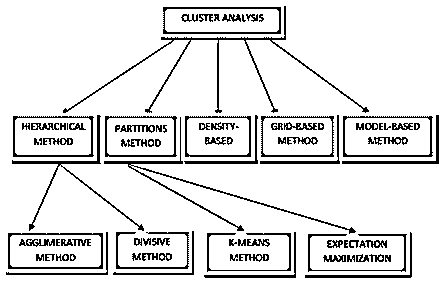 CLUSTER ANALYSIS
HIERARCHICAL
METHOD
PARTITIONS
METHOD
DENSITY-
BASED
GRID-BASED
METHOD
MODEL-BASED
METHOD
AGGLIMERATIVE
METHOD
DIVISIVE
METHOD
K-MEANS
METHOD
EXPECTATION
MAXIMIZATION